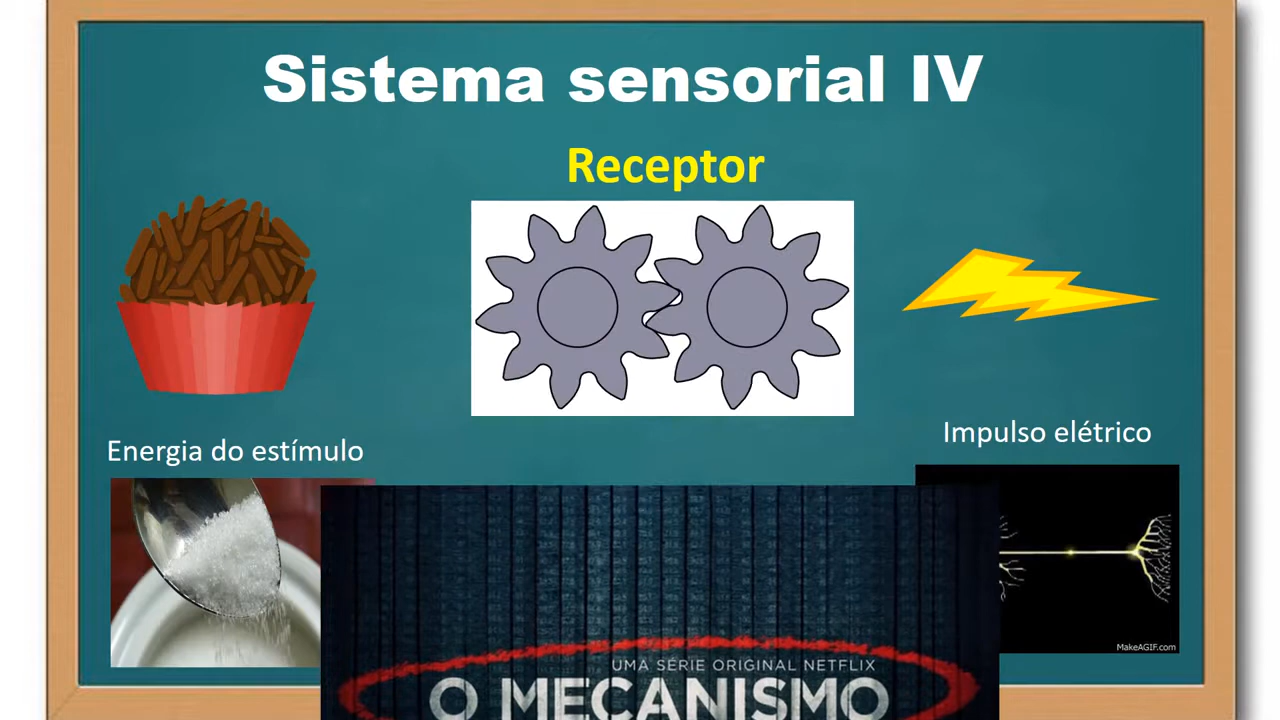 Sistema sensorial IV
Receptor
Energia do estímulo
Impulso elétrico
MakeAGIF.com
UMA SÉRIE ORIGINAL NETFLIX
O MECANISMO